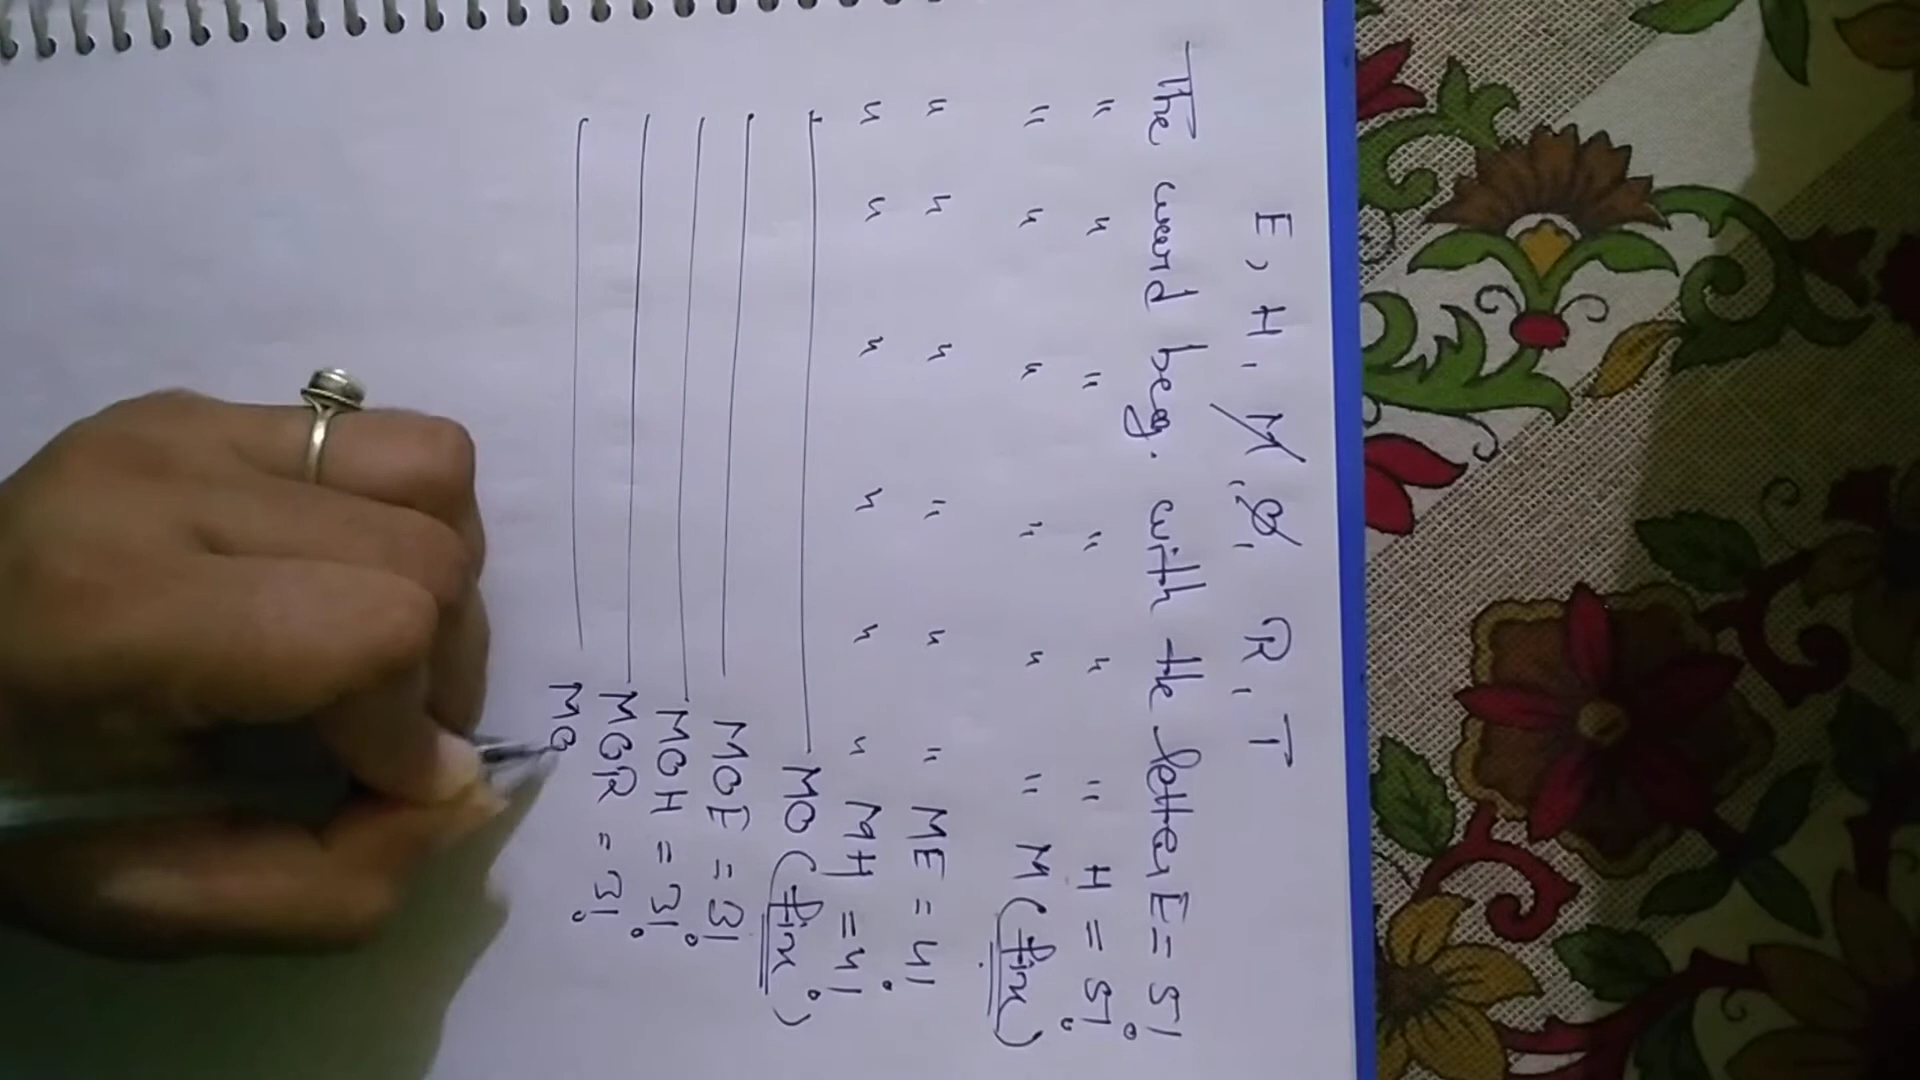 E, H, M, O, R, T
The word beg. with the letter E = 5!
" " " " " " H = 5!
" " " " " " M (fix)
" " " " " " ME = 4!
" " " " " " MH = 4!
MO (fix)
MOE = 3!
MOH = 3!
MOR = 3!
MO